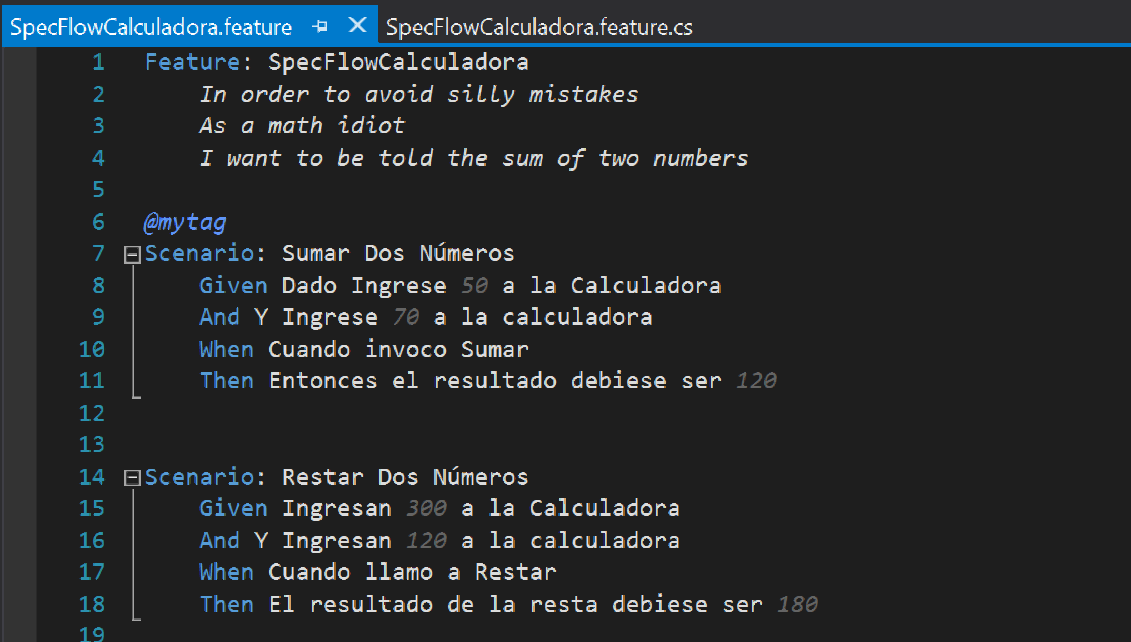 SpecFlowCalculadora.feature SpecFlowCalculadora.feature.cs
1 Feature: SpecFlowCalculadora
2 In order to avoid silly mistakes
3 As a math idiot
4 I want to be told the sum of two numbers
5
6 @mytag
7 Scenario: Sumar Dos Números
8 Given Dado Ingrese 50 a la Calculadora
9 And Y Ingrese 70 a la calculadora
10 When Cuando invoco Sumar
11 Then Entonces el resultado debiese ser 120
12
13
14 Scenario: Restar Dos Números
15 Given Ingresan 300 a la Calculadora
16 And Y Ingresan 120 a la calculadora
17 When Cuando llamo a Restar
18 Then El resultado de la resta debiese ser 180
19